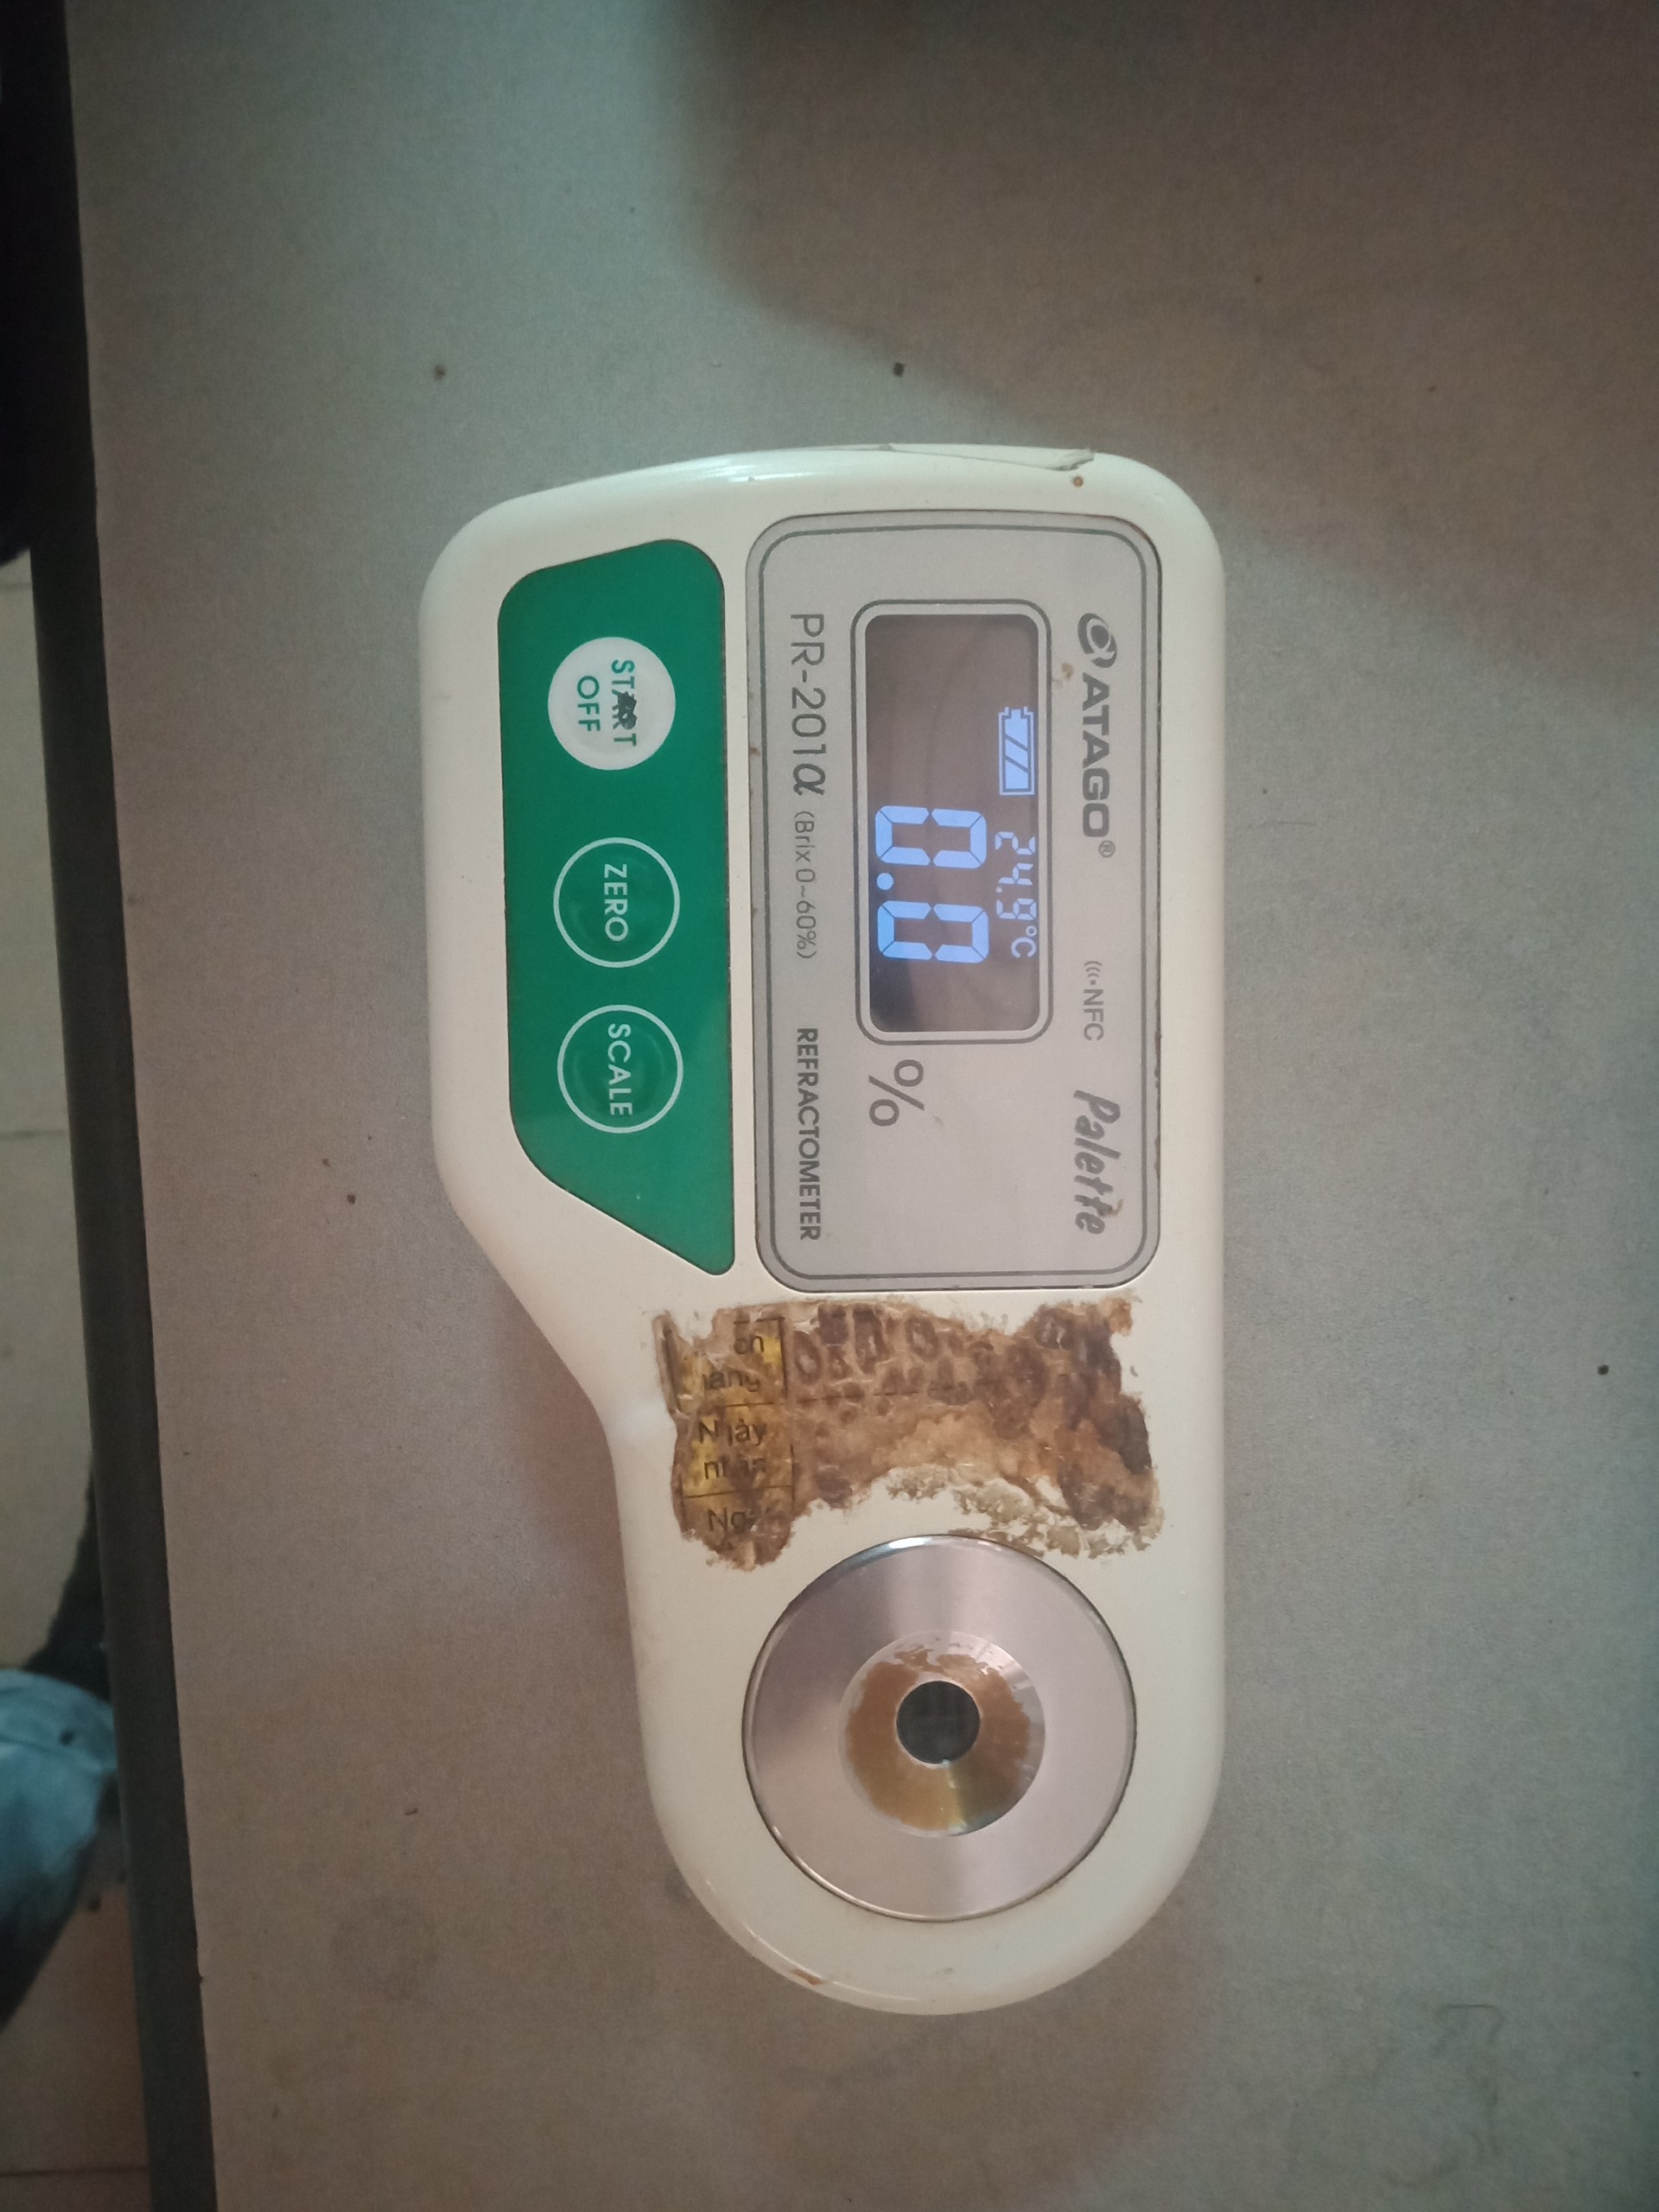 ATAGO® NFC Palette
24.9°C
0.0 %
PR-201α (Brix 0~60%) REFRACTOMETER
START
OFF
ZERO
SCALE